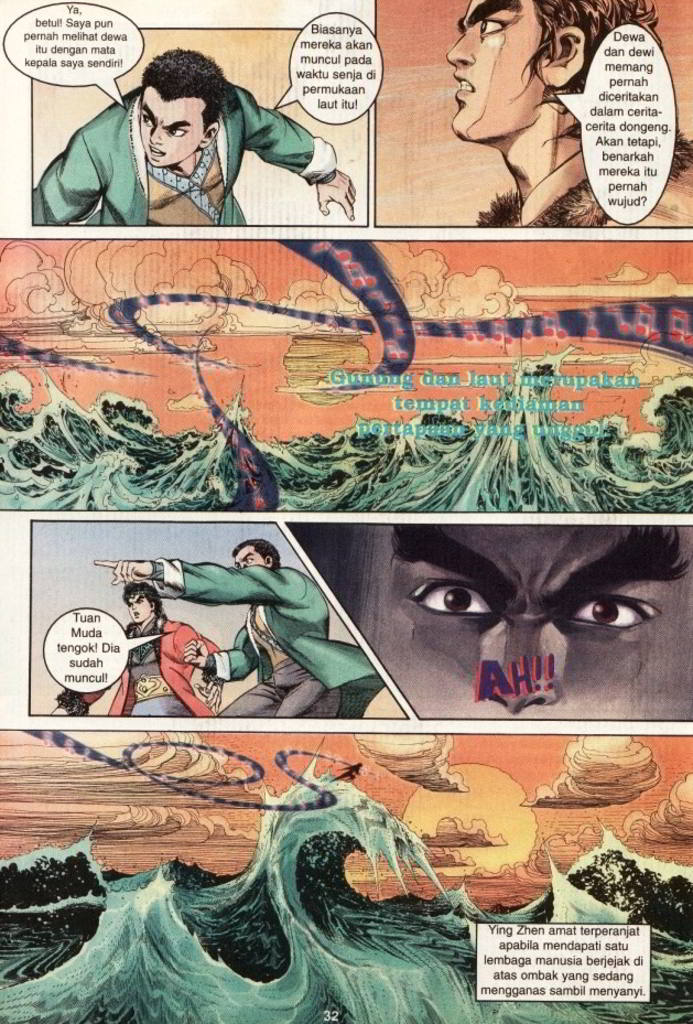 Ya,
betul! Saya pun
pernah melihat dewa
itu dengan mata
kepala saya sendiri!
Biasanya
mereka akan
muncul pada
waktu senja di
permukaan
laut itu!
Dewa
dan dewi
memang
pernah
diceritakan
dalam cerita-
cerita dongeng.
Akan tetapi,
benarkah
mereka itu
pernah
wujud?
Gunung dan laut merupakan
tempat kediaman
pertapaan yang unggul.
Tuan
Muda
tengok! Dia
sudah
muncul!
AH!!
Ying Zhen amat terperanjat
apabila mendapati satu
lembaga manusia berjejak di
atas ombak yang sedang
mengganas sambil menyanyi.
32